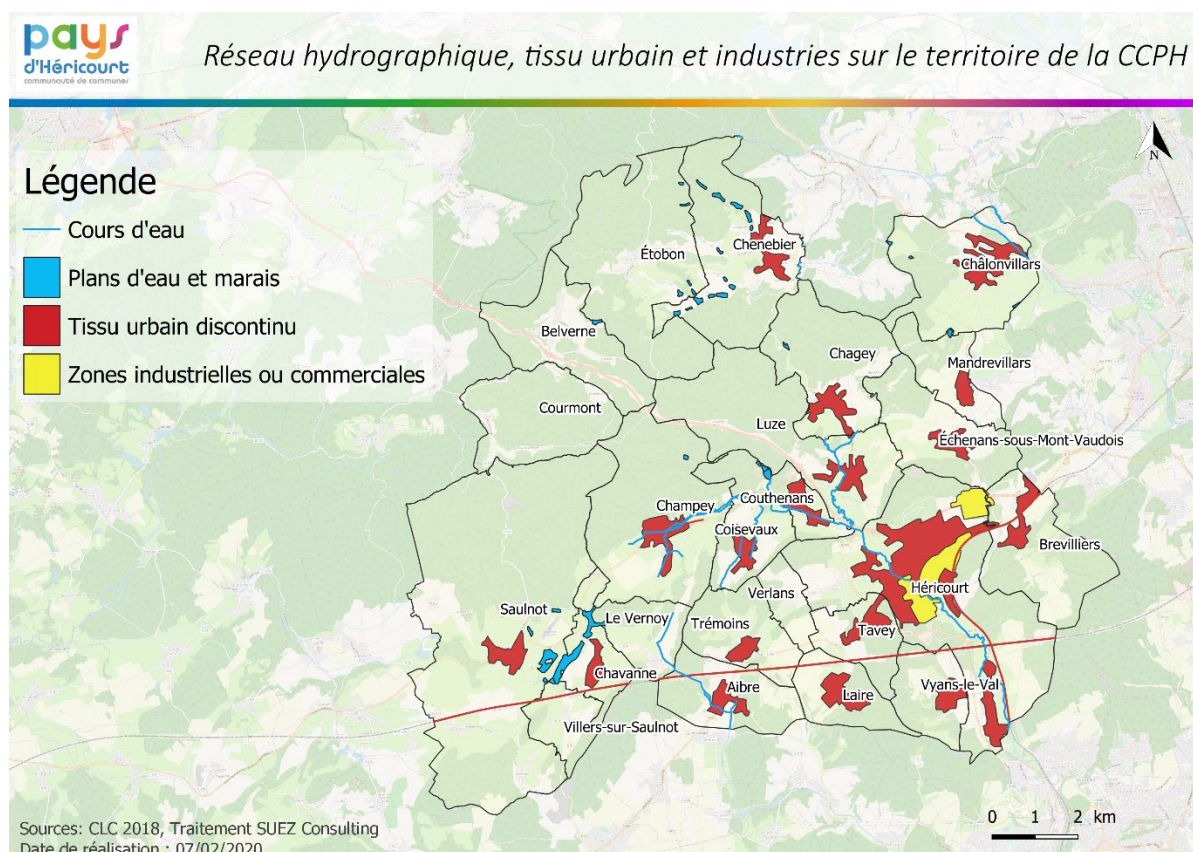 pays
d'Héricourt
communauté de communes
Réseau hydrographique, tissu urbain et industries sur le territoire de la CCPH
N
Légende
Cours d'eau
Plans d'eau et marais
Tissu urbain discontinu
Zones industrielles ou commerciales
Étobon
Chenebier
Châlonvillars
Belverne
Chagey
Mandrevillars
Courmont
Luze
Échenans-sous-Mont-Vaudois
Champey
Couthenans
Coisevaux
Brevilliers
Héricourt
Verlans
Saulnot
Le Vernoy
Trémoins
Tavey
Chavanne
Aibre
Laire
Vyans-le-Val
Villers-sur-Saulnot
0 1 2 km
Sources: CLC 2018, Traitement SUEZ Consulting
Date de réalisation : 07/02/2020